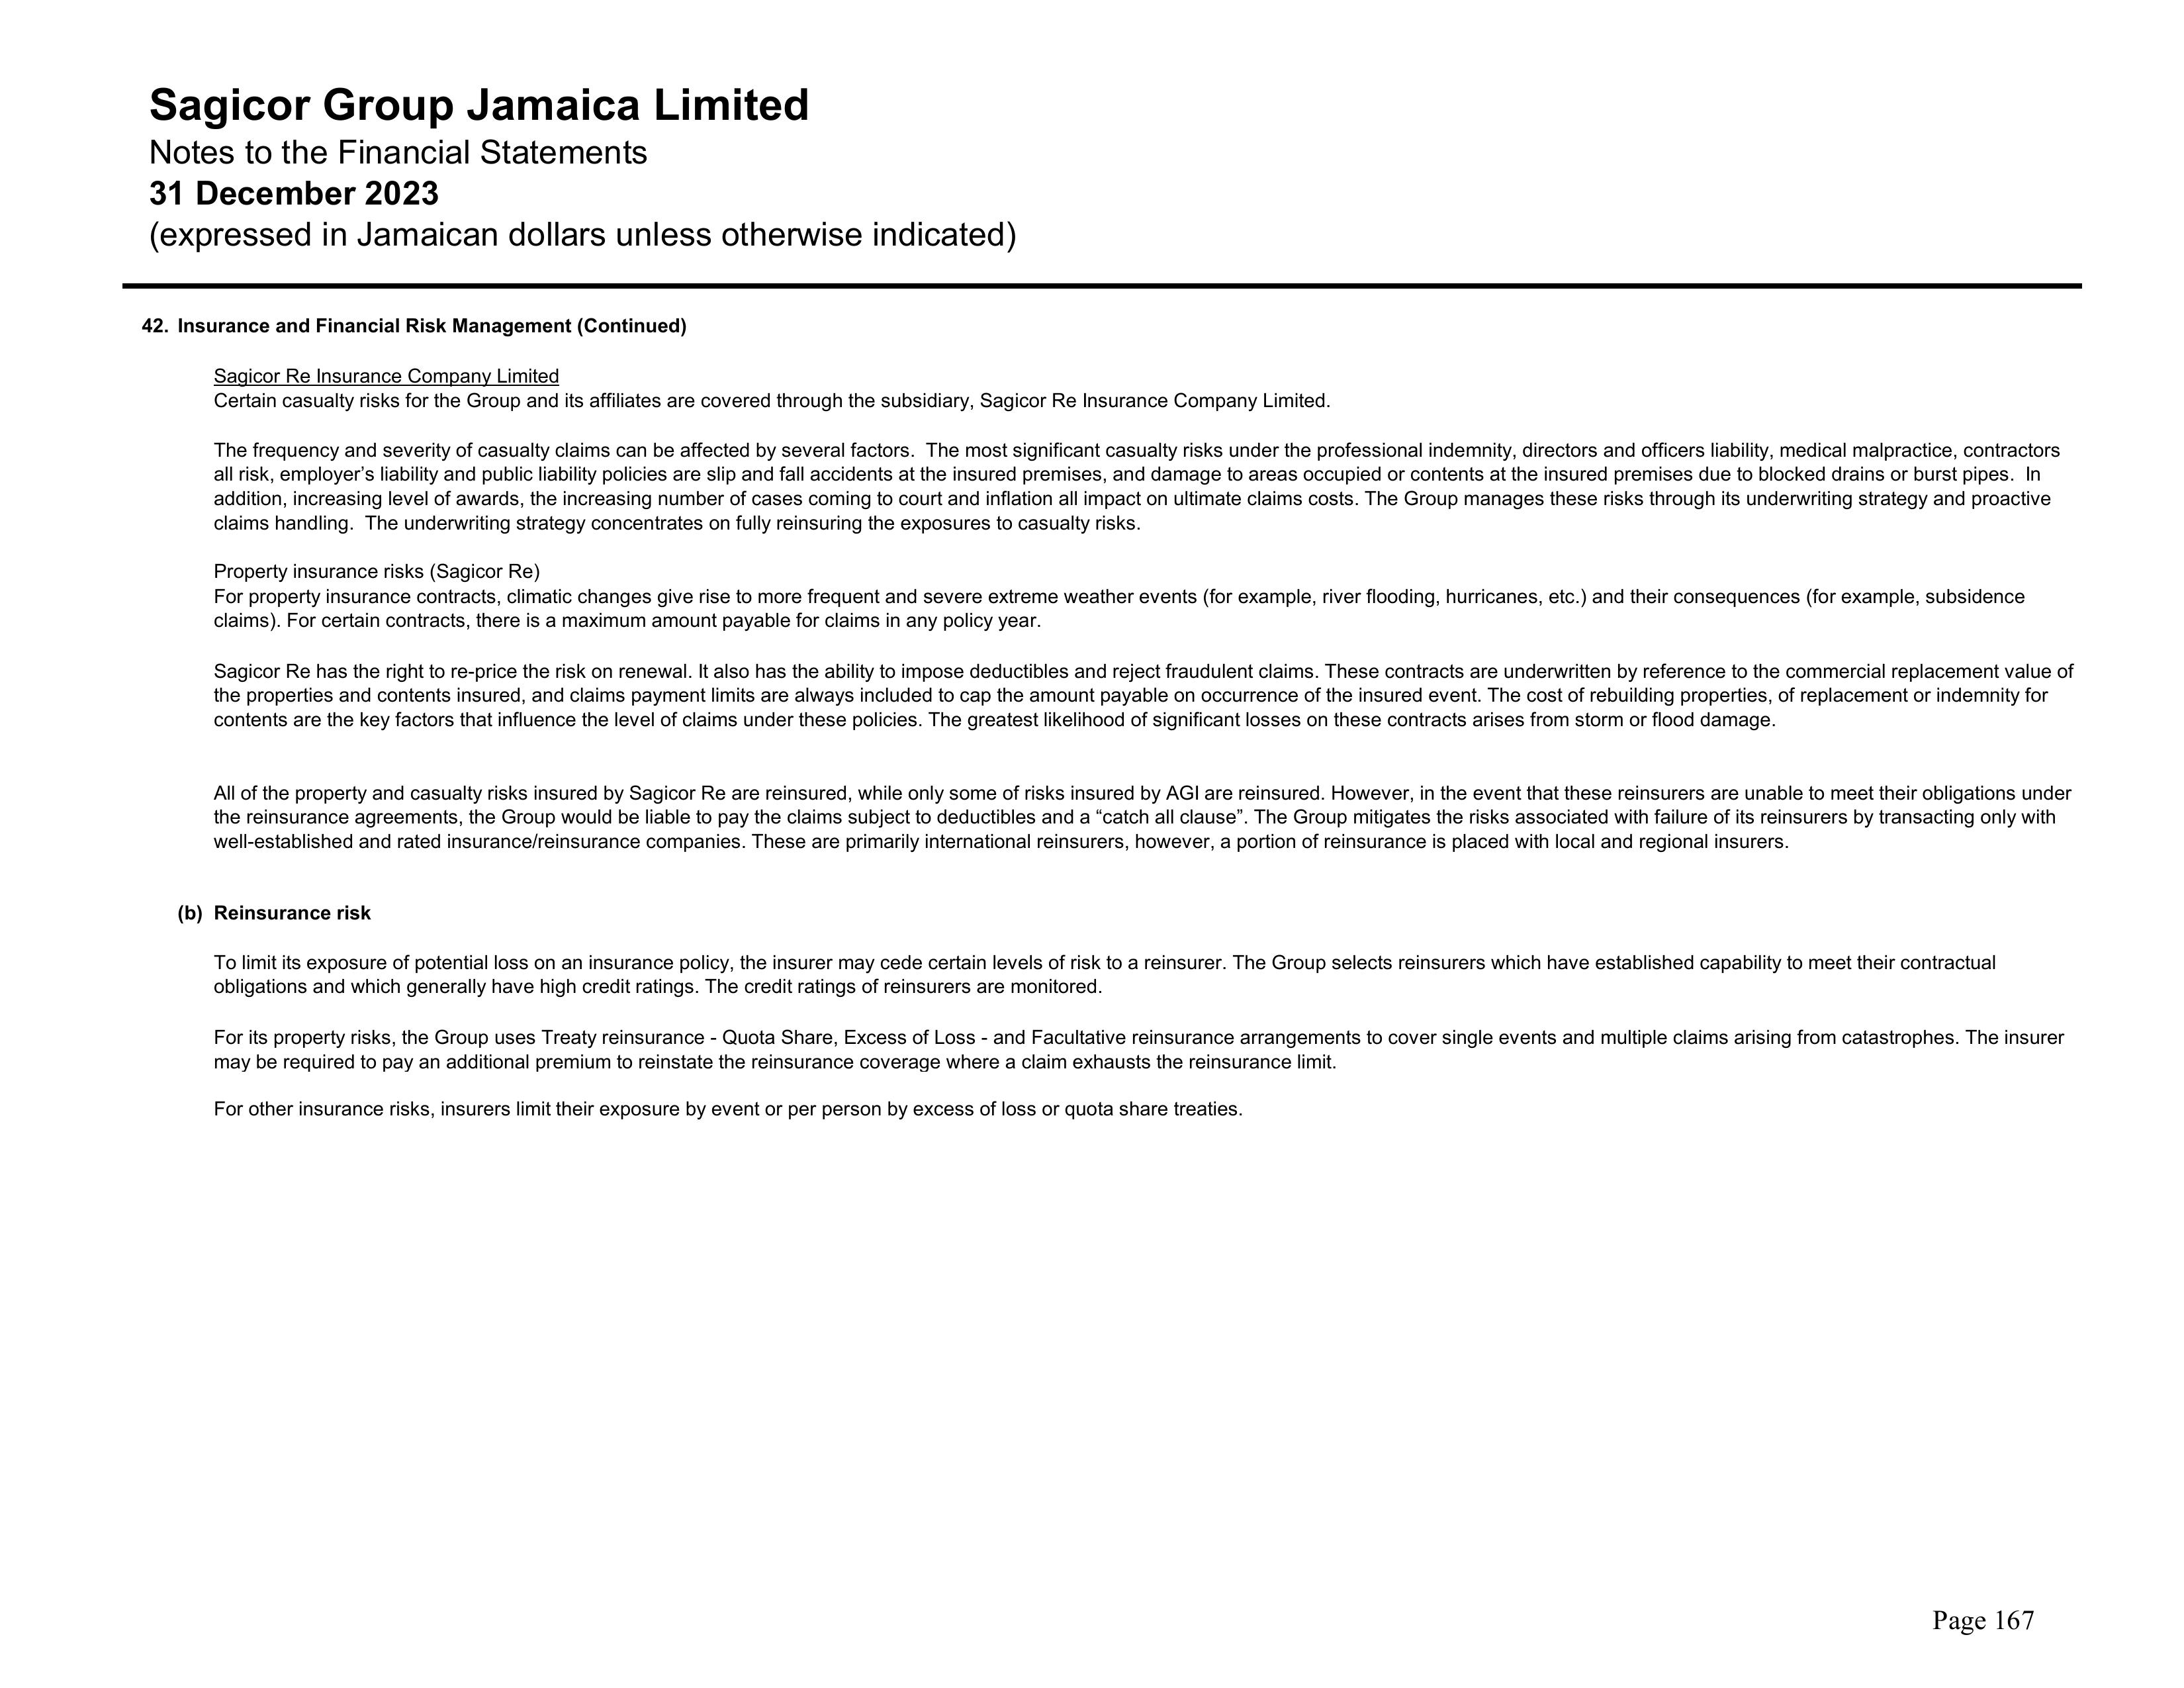 Sagicor Group Jamaica Limited
Notes to the Financial Statements
31 December 2023
(expressed in Jamaican dollars unless otherwise indicated)
42. Insurance and Financial Risk Management (Continued)
Sagicor Re Insurance Company Limited
Certain casualty risks for the Group and its affiliates are covered through the subsidiary, Sagicor Re Insurance Company Limited.
The frequency and severity of casualty claims can be affected by several factors.  The most significant casualty risks under the professional indemnity, directors and officers liability, medical malpractice, contractors
all risk, employer’s liability and public liability policies are slip and fall accidents at the insured premises, and damage to areas occupied or contents at the insured premises due to blocked drains or burst pipes.  In
addition, increasing level of awards, the increasing number of cases coming to court and inflation all impact on ultimate claims costs. The Group manages these risks through its underwriting strategy and proactive
claims handling.  The underwriting strategy concentrates on fully reinsuring the exposures to casualty risks.
Property insurance risks (Sagicor Re)
For property insurance contracts, climatic changes give rise to more frequent and severe extreme weather events (for example, river flooding, hurricanes, etc.) and their consequences (for example, subsidence
claims). For certain contracts, there is a maximum amount payable for claims in any policy year.
Sagicor Re has the right to re-price the risk on renewal. It also has the ability to impose deductibles and reject fraudulent claims. These contracts are underwritten by reference to the commercial replacement value of
the properties and contents insured, and claims payment limits are always included to cap the amount payable on occurrence of the insured event. The cost of rebuilding properties, of replacement or indemnity for
contents are the key factors that influence the level of claims under these policies. The greatest likelihood of significant losses on these contracts arises from storm or flood damage.
All of the property and casualty risks insured by Sagicor Re are reinsured, while only some of risks insured by AGI are reinsured. However, in the event that these reinsurers are unable to meet their obligations under
the reinsurance agreements, the Group would be liable to pay the claims subject to deductibles and a “catch all clause”. The Group mitigates the risks associated with failure of its reinsurers by transacting only with
well-established and rated insurance/reinsurance companies. These are primarily international reinsurers, however, a portion of reinsurance is placed with local and regional insurers.
(b) Reinsurance risk
To limit its exposure of potential loss on an insurance policy, the insurer may cede certain levels of risk to a reinsurer. The Group selects reinsurers which have established capability to meet their contractual
obligations and which generally have high credit ratings. The credit ratings of reinsurers are monitored.
For its property risks, the Group uses Treaty reinsurance - Quota Share, Excess of Loss - and Facultative reinsurance arrangements to cover single events and multiple claims arising from catastrophes. The insurer
may be required to pay an additional premium to reinstate the reinsurance coverage where a claim exhausts the reinsurance limit.
For other insurance risks, insurers limit their exposure by event or per person by excess of loss or quota share treaties.
Page 167